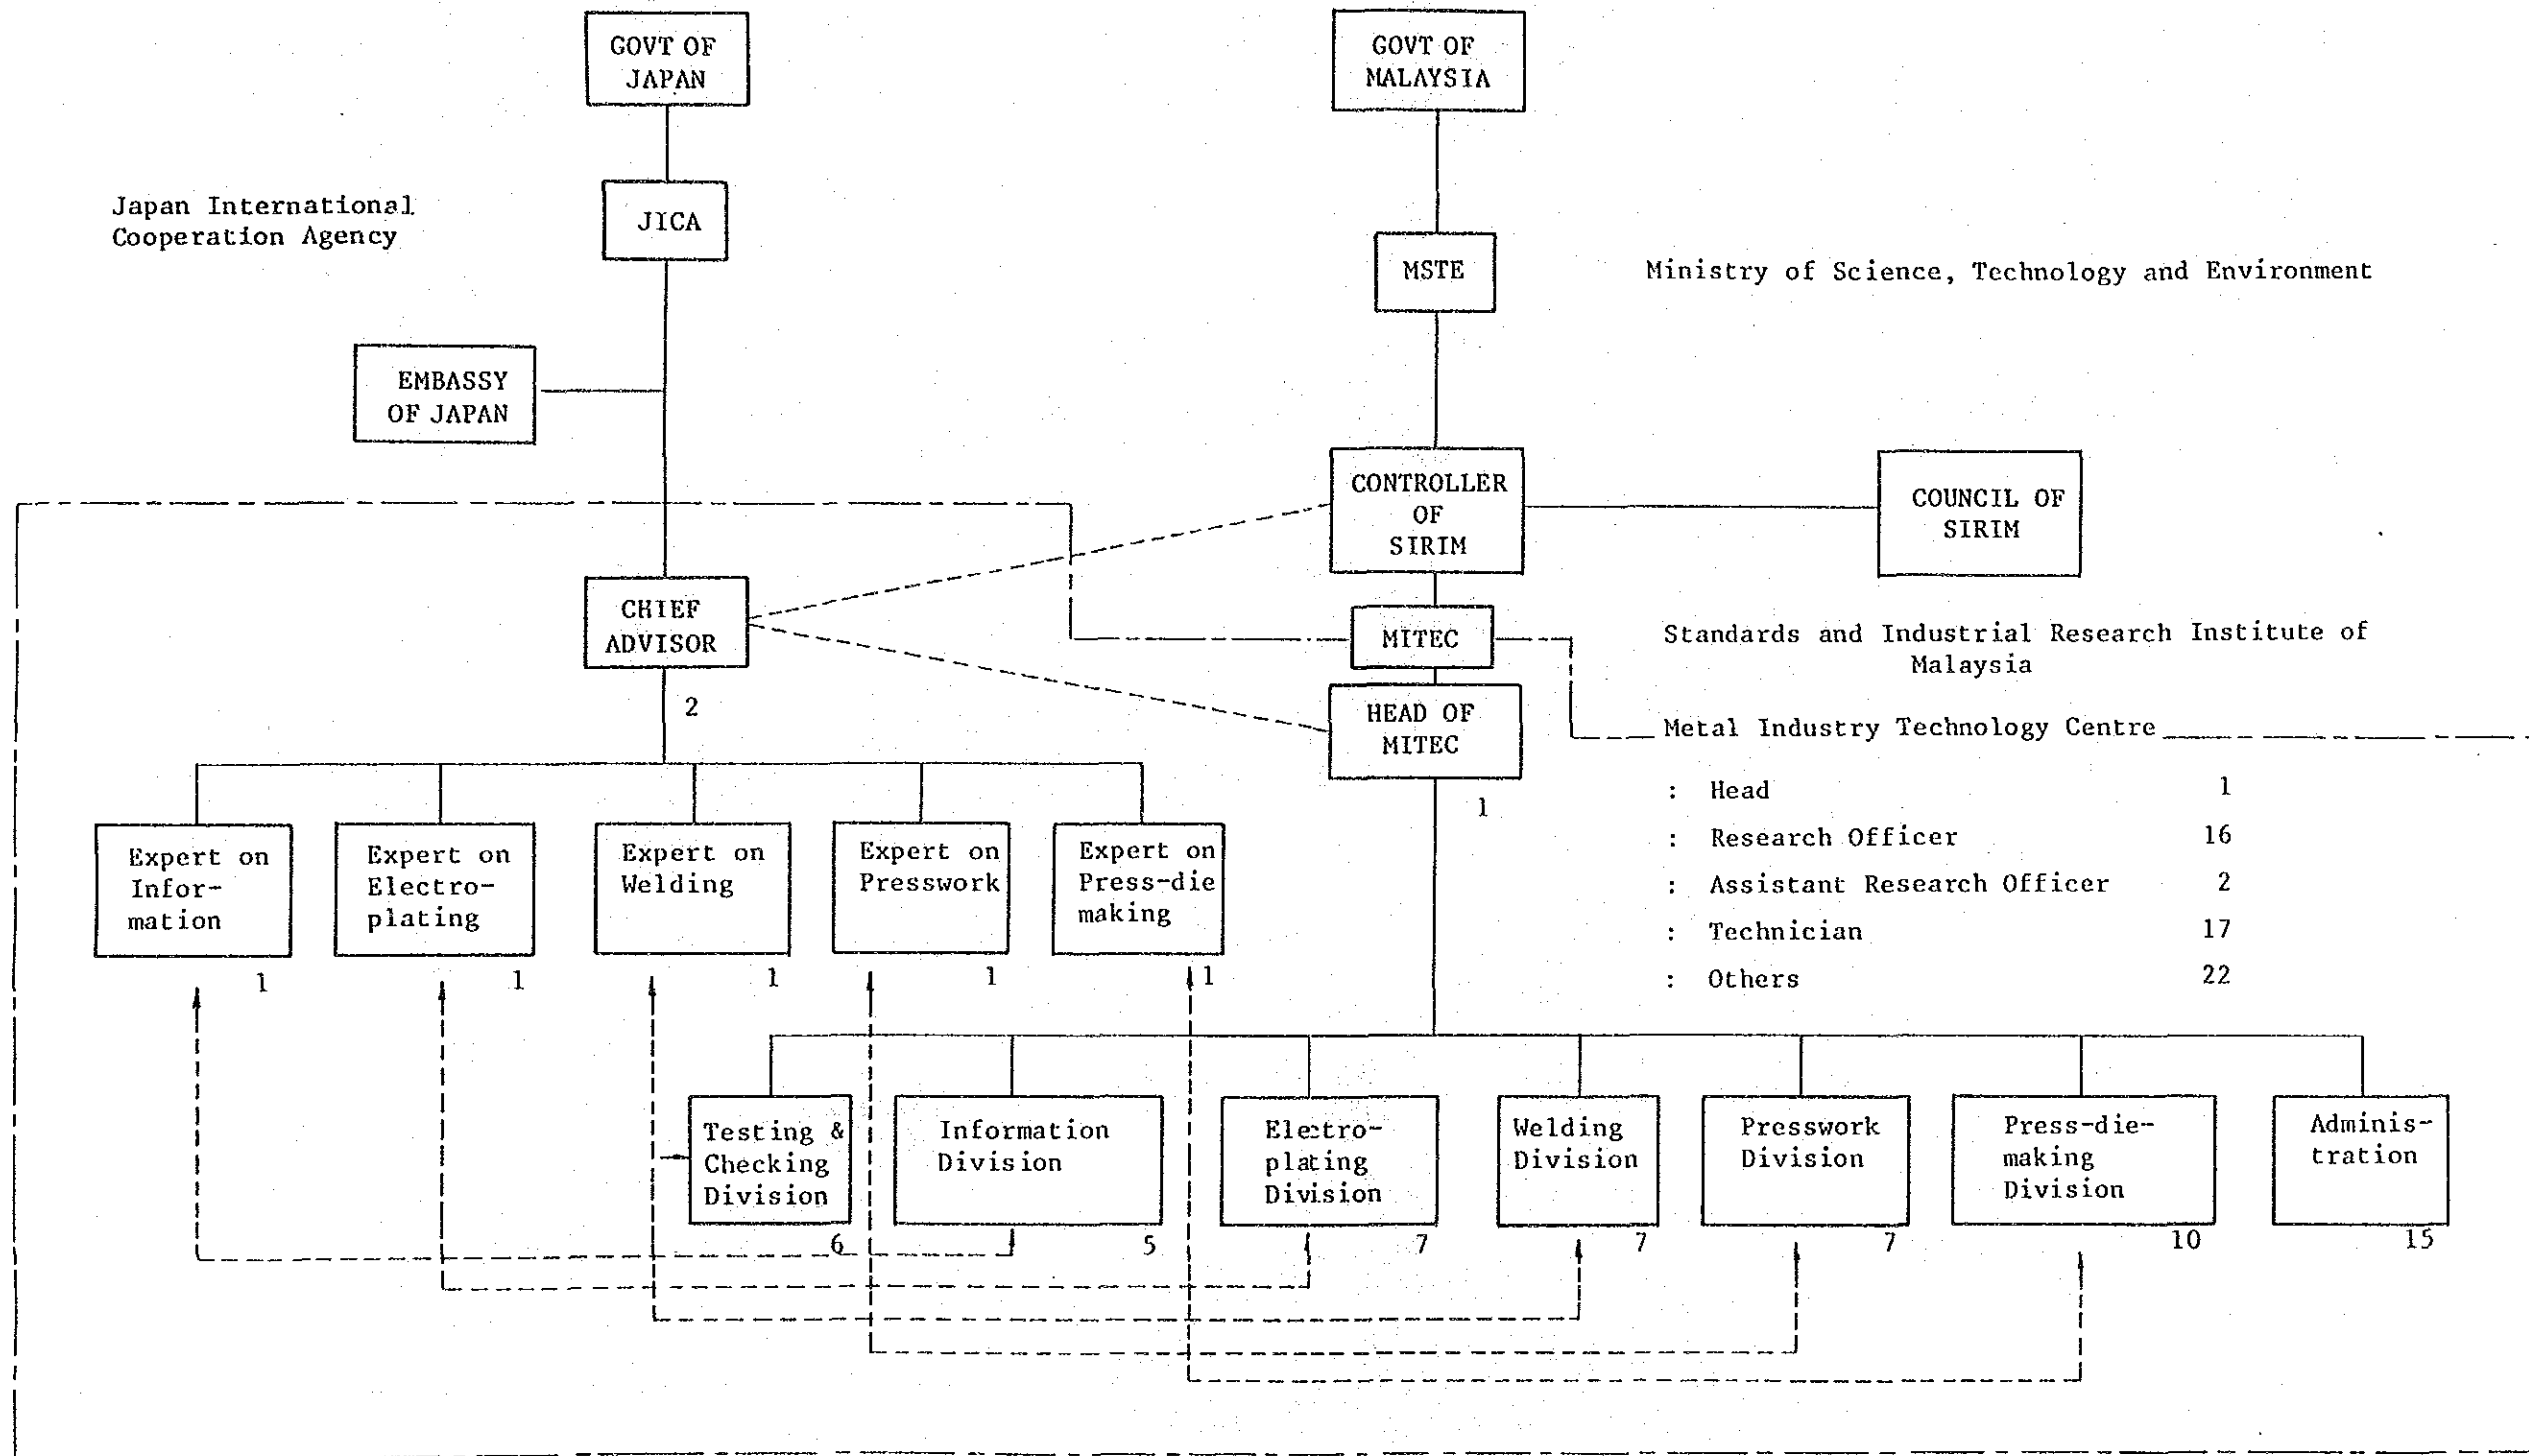 GOVT OF
JAPAN
GOVT OF
MALAYSIA
Japan International
Cooperation Agency
JICA
MSTE
Ministry of Science, Technology and Environment
EMBASSY
OF JAPAN
CONTROLLER
OF
SIRIM
COUNCIL OF
SIRIM
CHIEF
ADVISOR
2
MITEC
Standards and Industrial Research Institute of
Malaysia
HEAD OF
MITEC
1
Metal Industry Technology Centre
: Head 1
: Research Officer 16
: Assistant Research Officer 2
: Technician 17
: Others 22
Expert on
Infor-
mation
1
Expert on
Electro-
plating
1
Expert on
Welding
1
Expert on
Presswork
1
Expert on
Press-die
making
1
Testing &
Checking
Division
6
Information
Division
5
Electro-
plating
Division
7
Welding
Division
7
Presswork
Division
7
Press-die-
making
Division
10
Adminis-
tration
15